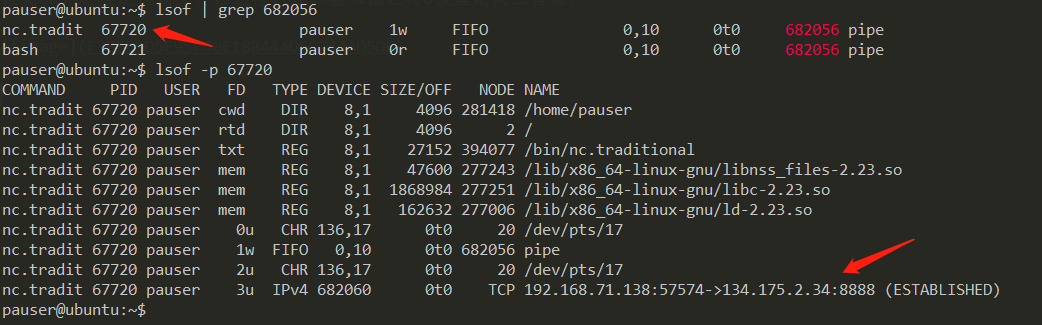 pauser@ubuntu:~$ lsof | grep 682056
nc.tradit 67720 pauser 1w FIFO 0,10 0t0 682056 pipe
bash 67721 pauser 0r FIFO 0,10 0t0 682056 pipe
pauser@ubuntu:~$ lsof -p 67720
COMMAND PID USER FD TYPE DEVICE SIZE/OFF NODE NAME
nc.tradit 67720 pauser cwd DIR 8,1 4096 281418 /home/pauser
nc.tradit 67720 pauser rtd DIR 8,1 4096 2 /
nc.tradit 67720 pauser txt REG 8,1 27152 394077 /bin/nc.traditional
nc.tradit 67720 pauser mem REG 8,1 47600 277243 /lib/x86_64-linux-gnu/libnss_files-2.23.so
nc.tradit 67720 pauser mem REG 8,1 1868984 277251 /lib/x86_64-linux-gnu/libc-2.23.so
nc.tradit 67720 pauser mem REG 8,1 162632 277006 /lib/x86_64-linux-gnu/ld-2.23.so
nc.tradit 67720 pauser 0u CHR 136,17 0t0 20 /dev/pts/17
nc.tradit 67720 pauser 1w FIFO 0,10 0t0 682056 pipe
nc.tradit 67720 pauser 2u CHR 136,17 0t0 20 /dev/pts/17
nc.tradit 67720 pauser 3u IPv4 682060 0t0 TCP 192.168.71.138:57574->134.175.2.34:8888 (ESTABLISHED)
pauser@ubuntu:~$